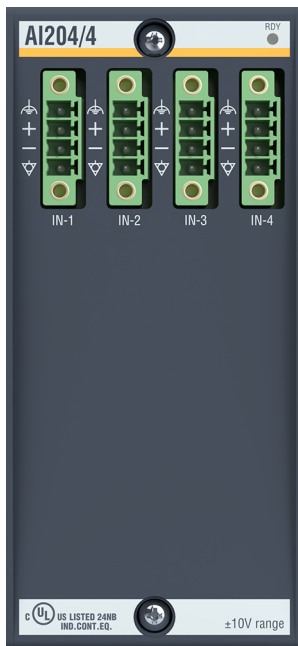 AI204/4
RDY
+ + + +
− − − −
IN-1 IN-2 IN-3 IN-4
C UL US LISTED 24NB
IND.CONT.EQ.
±10V range